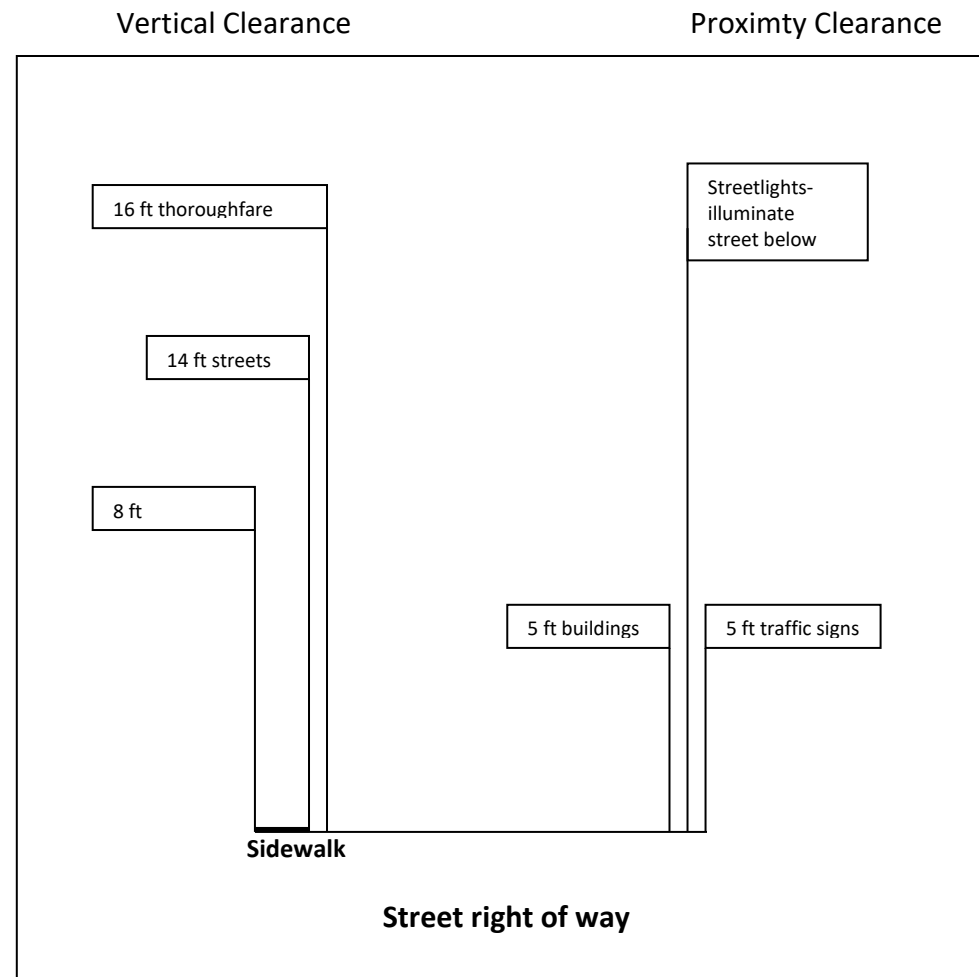 Vertical Clearance
Proximty Clearance
16 ft thoroughfare
Streetlights-
illuminate
street below
14 ft streets
8 ft
5 ft buildings
5 ft traffic signs
Sidewalk
Street right of way